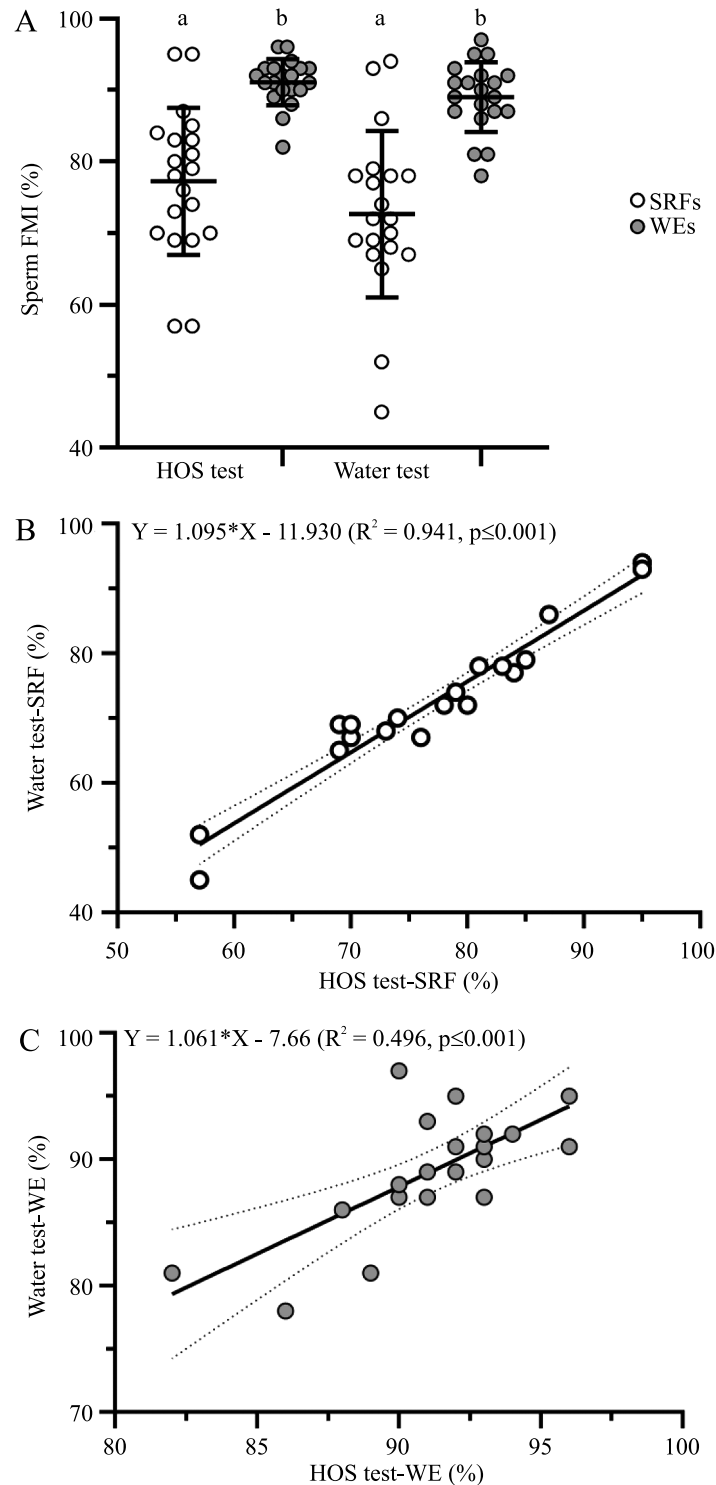 A
a b a b
100
80
60
40
Sperm FMI (%)
HOS test Water test
SRFs
WEs
B
Y = 1.095*X - 11.930 (R² = 0.941, p≤0.001)
100
80
60
40
Water test-SRF (%)
50 60 70 80 90 100
HOS test-SRF (%)
C
Y = 1.061*X - 7.66 (R² = 0.496, p≤0.001)
100
90
80
70
Water test-WE (%)
80 85 90 95 100
HOS test-WE (%)